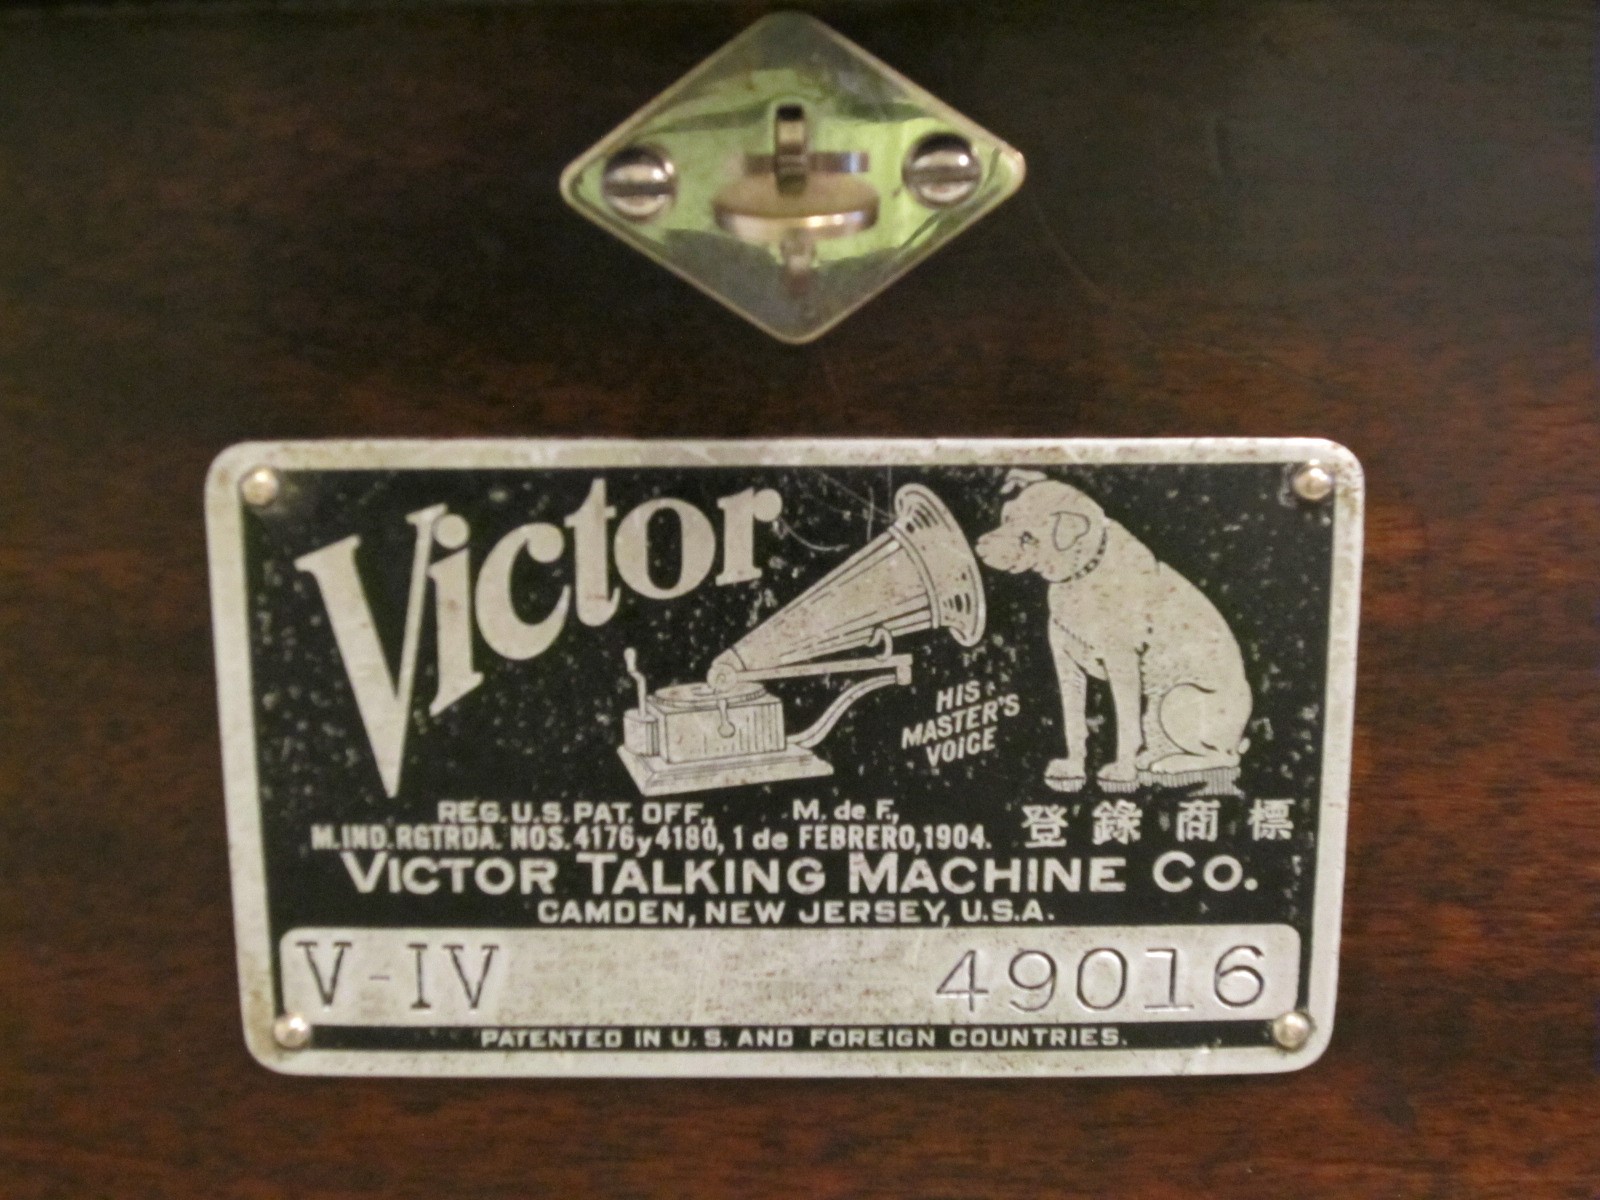 Victor
HIS
MASTER'S
VOICE
REG. U.S. PAT. OFF., M. de F.,
M. IND. RGTRDA. NOS. 4176 y 4180, 1 de FEBRERO, 1904.
登錄商標
VICTOR TALKING MACHINE CO.
CAMDEN, NEW JERSEY, U.S.A.
V-IV 49016
PATENTED IN U.S. AND FOREIGN COUNTRIES.